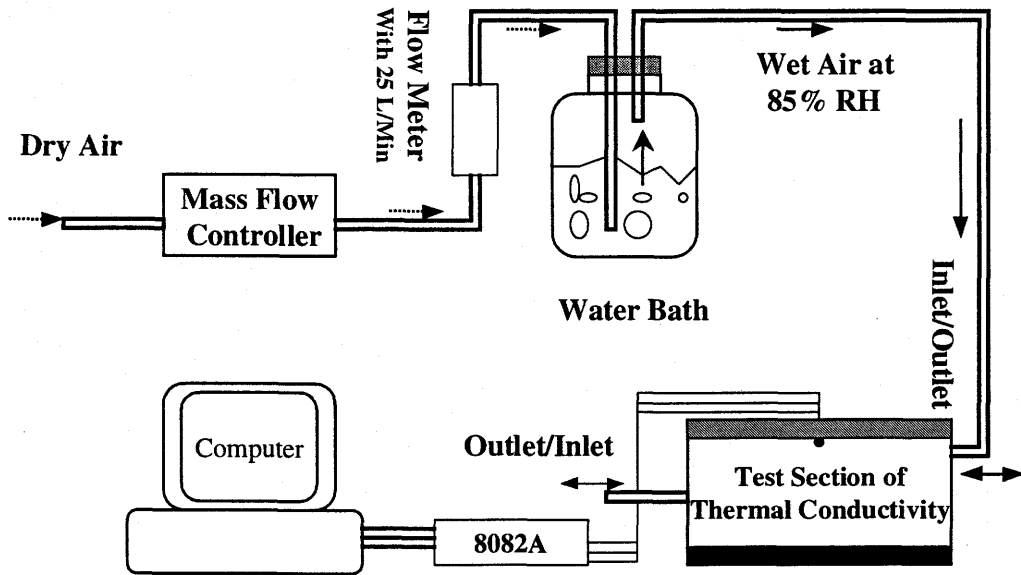 Dry Air
Mass Flow
Controller
Flow Meter
With 25 L/Min
Wet Air at
85% RH
Water Bath
Inlet/Outlet
Computer
Outlet/Inlet
8082A
Test Section of
Thermal Conductivity